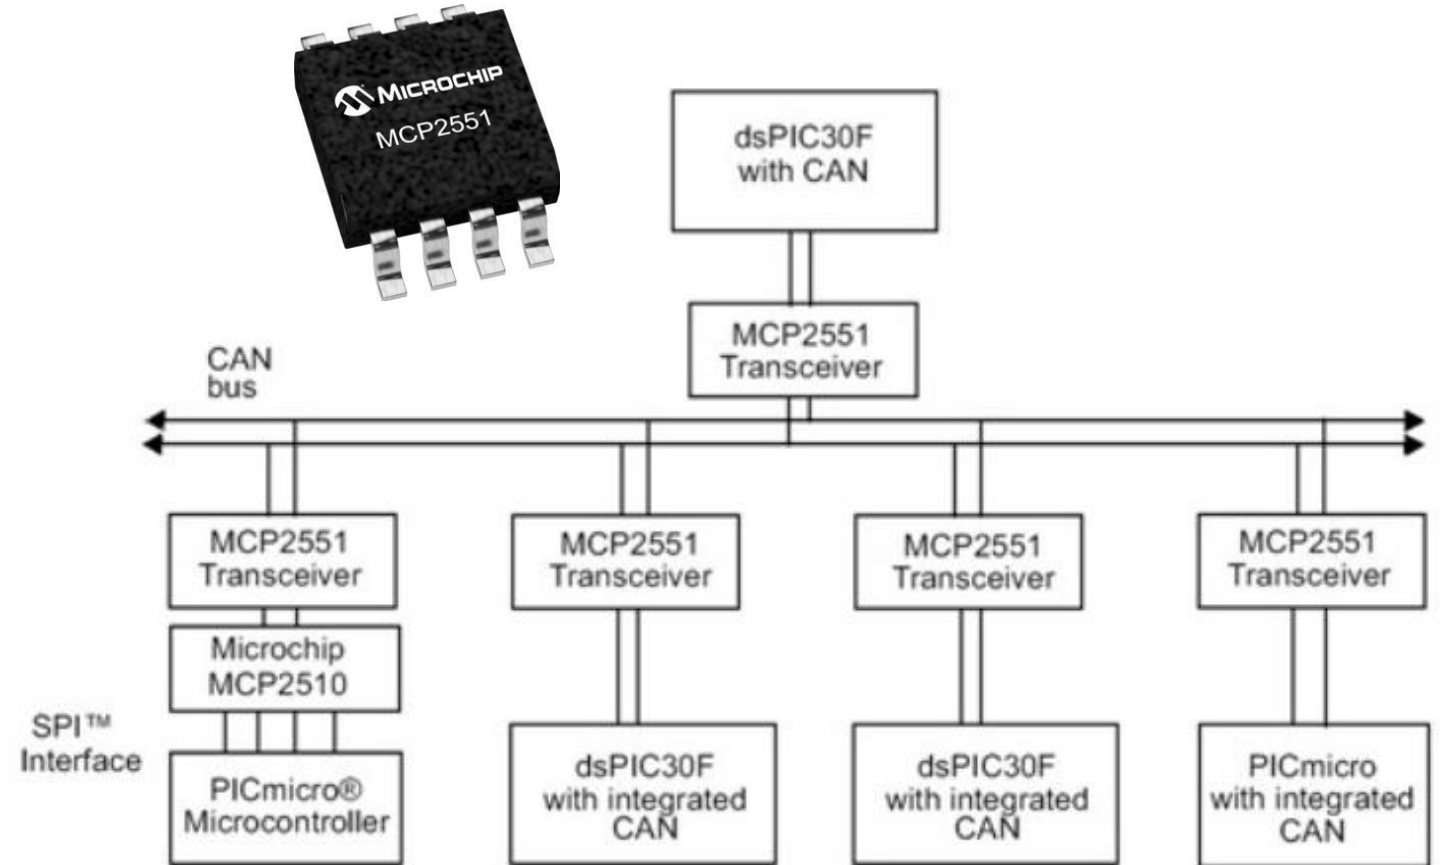 MICROCHIP
MCP2551
dsPIC30F
with CAN
MCP2551
Transceiver
CAN
bus
MCP2551
Transceiver
MCP2551
Transceiver
MCP2551
Transceiver
MCP2551
Transceiver
Microchip
MCP2510
SPI™
Interface
PICmicro®
Microcontroller
dsPIC30F
with integrated
CAN
dsPIC30F
with integrated
CAN
PICmicro
with integrated
CAN